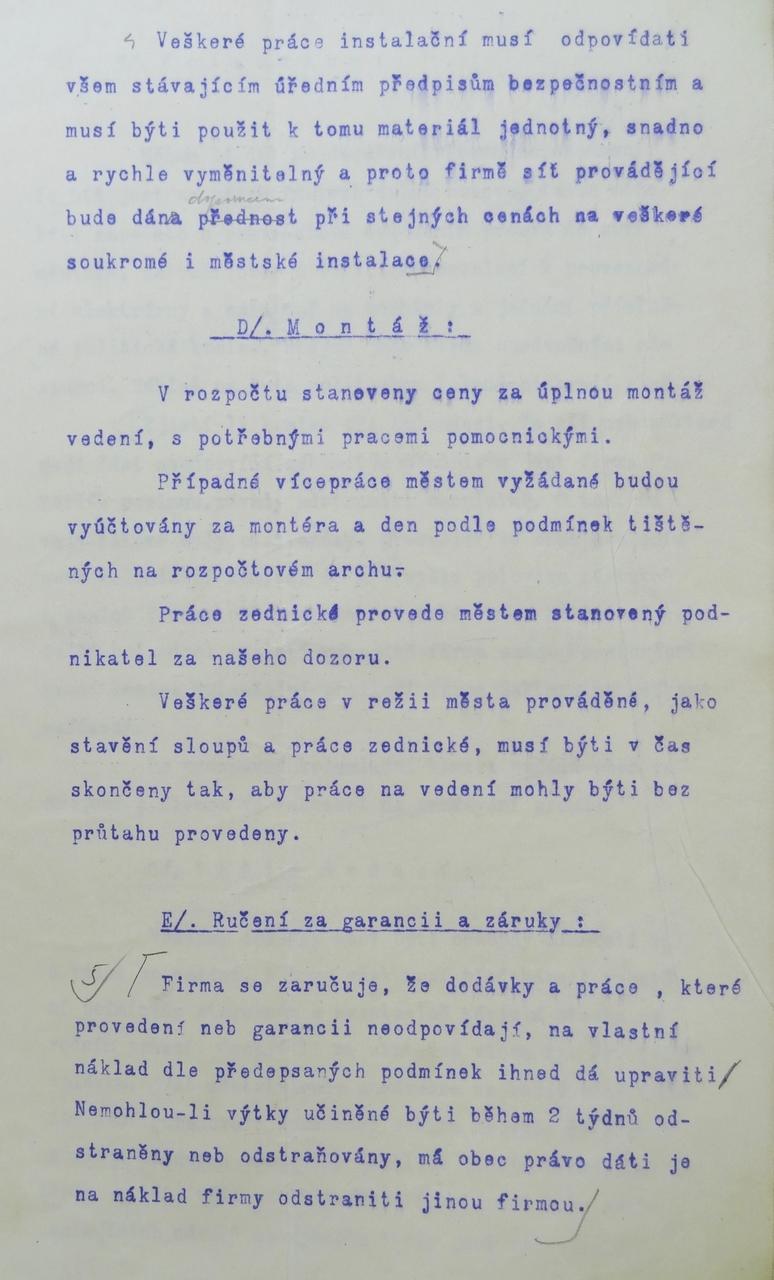 Veškeré práce instalační musí odpovídati
všem stávajícím úředním předpisům bezpečnostním a
musí býti použit k tomu materiál jednotný, snadno
a rychle vyměnitelný a proto firmě síť provádějící
bude dána přednost při stejných cenách na veškeré
soukromé i městské instalace.
D/. Montáž :
V rozpočtu stanoveny ceny za úplnou montáž
vedení, s potřebnými pracemi pomocnickými.
Případné vícepráce městem vyžádané budou
vyúčtovány za montéra a den podle podmínek tiště-
ných na rozpočtovém archu.
Práce zednické provede městem stanovený pod-
nikatel za našeho dozoru.
Veškeré práce v režii města prováděné, jako
stavění sloupů a práce zednické, musí býti v čas
skončeny tak, aby práce na vedení mohly býti bez
průtahu provedeny.
E/. Ručení za garancii a záruky :
5/ Firma se zaručuje, že dodávky a práce , které
provedení neb garancii neodpovídají, na vlastní
náklad dle předepsaných podmínek ihned dá upraviti/
Nemohlou-li výtky učiněné býti během 2 týdnů od-
straněny neb odstraňovány, má obec právo dáti je
na náklad firmy odstraniti jinou firmou.